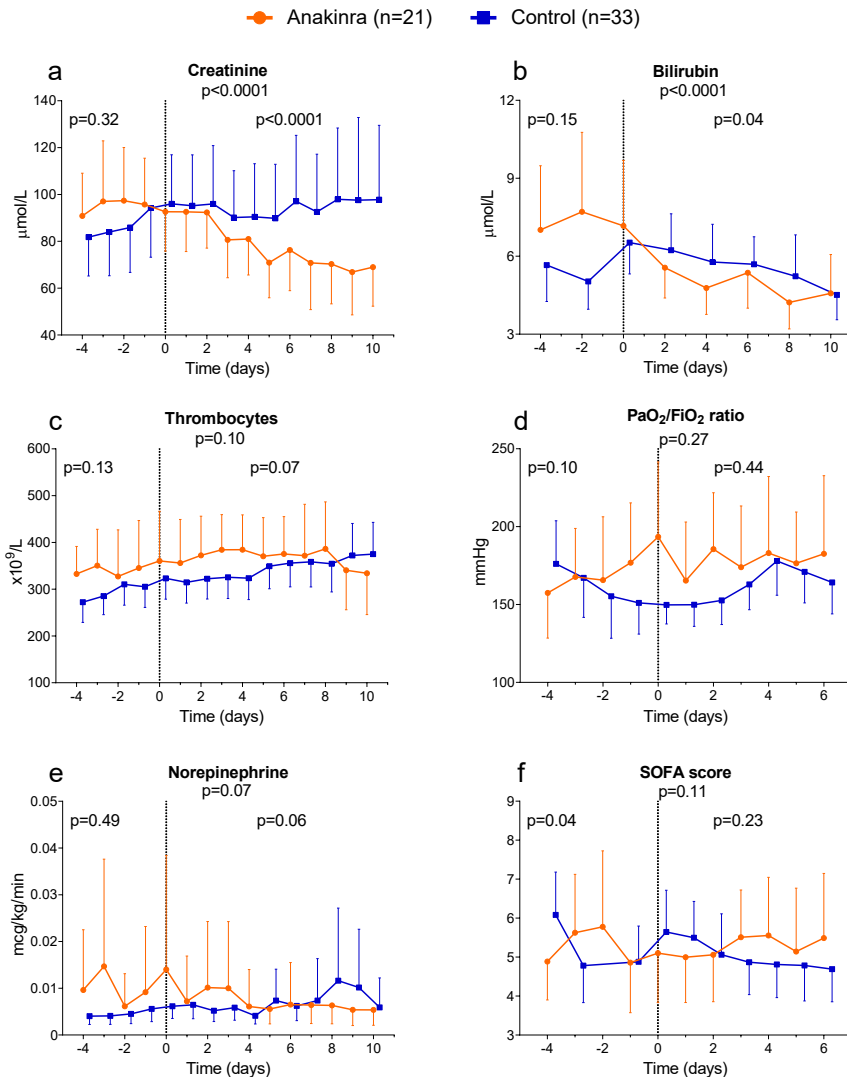 Anakinra (n=21) Control (n=33)
a Creatinine
p<0.0001
p=0.32 p<0.0001
140
120
100
80
60
40
μmol/L
-4 -2 0 2 4 6 8 10
Time (days)
b Bilirubin
p<0.0001
p=0.15 p=0.04
12
9
6
3
μmol/L
-4 -2 0 2 4 6 8 10
Time (days)
c Thrombocytes
p=0.10
p=0.13 p=0.07
600
500
400
300
200
100
x10⁹/L
-4 -2 0 2 4 6 8 10
Time (days)
d PaO₂/FiO₂ ratio
p=0.27
p=0.10 p=0.44
250
200
150
100
mmHg
-4 -2 0 2 4 6
Time (days)
e Norepinephrine
p=0.07
p=0.49 p=0.06
0.05
0.04
0.03
0.02
0.01
0
mcg/kg/min
-4 -2 0 2 4 6 8 10
Time (days)
f SOFA score
p=0.11
p=0.04 p=0.23
9
8
7
6
5
4
3
-4 -2 0 2 4 6
Time (days)